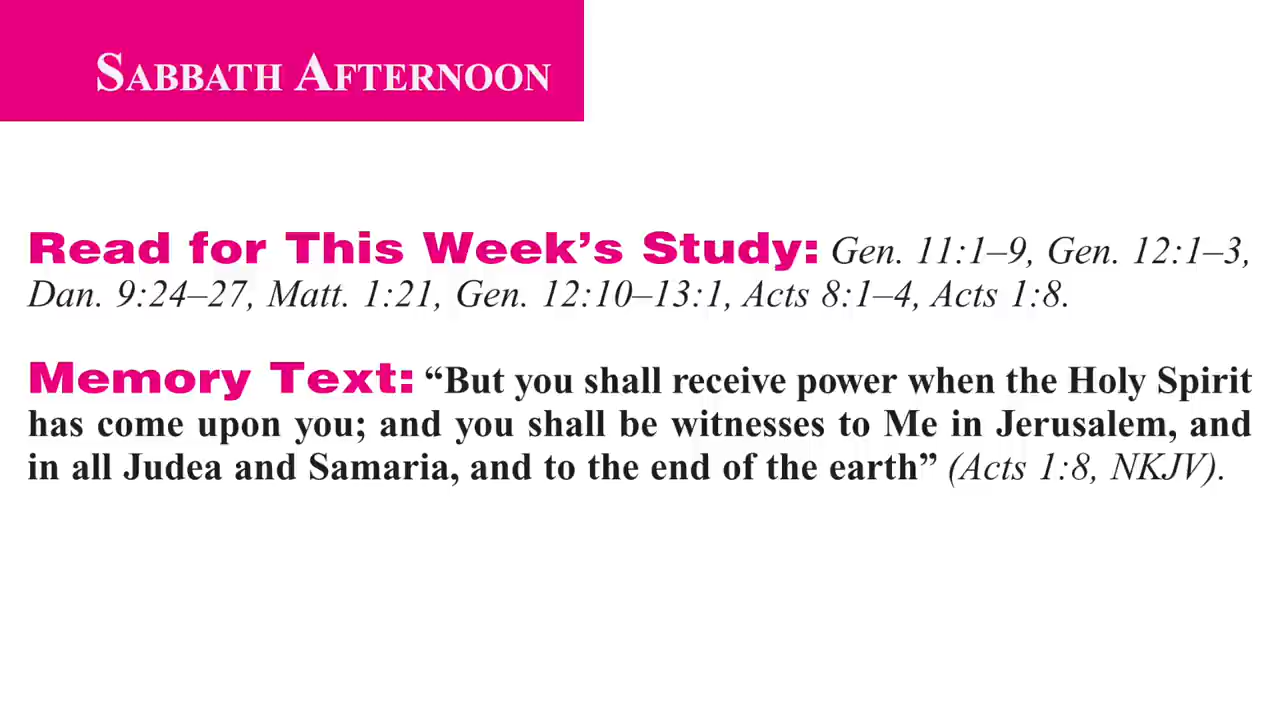 SABBATH AFTERNOON
Read for This Week’s Study: Gen. 11:1–9, Gen. 12:1–3,
Dan. 9:24–27, Matt. 1:21, Gen. 12:10–13:1, Acts 8:1–4, Acts 1:8.
Memory Text: “But you shall receive power when the Holy Spirit
has come upon you; and you shall be witnesses to Me in Jerusalem, and
in all Judea and Samaria, and to the end of the earth” (Acts 1:8, NKJV).